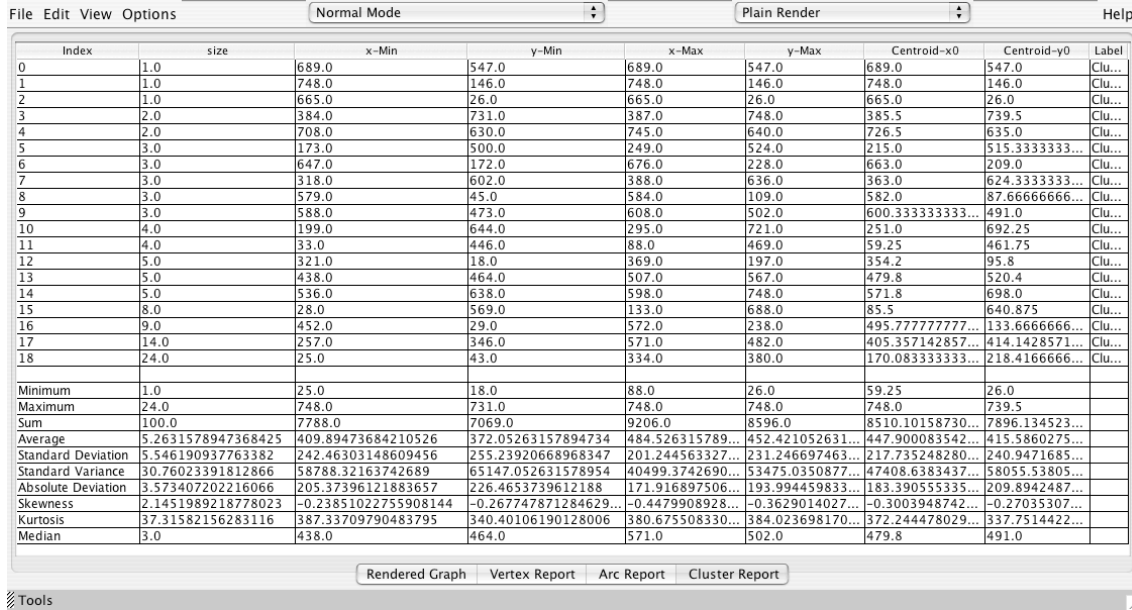 File Edit View Options Normal Mode Plain Render Help
Index size x-Min y-Min x-Max y-Max Centroid-x0 Centroid-y0 Label
0 1.0 689.0 547.0 689.0 547.0 689.0 547.0 Clu...
1 1.0 748.0 146.0 748.0 146.0 748.0 146.0 Clu...
2 1.0 665.0 26.0 665.0 26.0 665.0 26.0 Clu...
3 2.0 384.0 731.0 387.0 748.0 385.5 739.5 Clu...
4 2.0 708.0 630.0 745.0 640.0 726.5 635.0 Clu...
5 3.0 173.0 500.0 249.0 524.0 215.0 515.3333333... Clu...
6 3.0 647.0 172.0 676.0 228.0 663.0 209.0 Clu...
7 3.0 318.0 602.0 388.0 636.0 363.0 624.3333333... Clu...
8 3.0 579.0 45.0 584.0 109.0 582.0 87.66666666... Clu...
9 3.0 588.0 473.0 608.0 502.0 600.333333333... 491.0 Clu...
10 4.0 199.0 644.0 295.0 721.0 251.0 692.25 Clu...
11 4.0 33.0 446.0 88.0 469.0 59.25 461.75 Clu...
12 5.0 321.0 18.0 369.0 197.0 354.2 95.8 Clu...
13 5.0 438.0 464.0 507.0 567.0 479.8 520.4 Clu...
14 5.0 536.0 638.0 598.0 748.0 571.8 698.0 Clu...
15 8.0 28.0 569.0 133.0 688.0 85.5 640.875 Clu...
16 9.0 452.0 29.0 572.0 238.0 495.777777777... 133.6666666... Clu...
17 14.0 257.0 346.0 571.0 482.0 405.357142857... 414.1428571... Clu...
18 24.0 25.0 43.0 334.0 380.0 170.083333333... 218.4166666... Clu...
Minimum 1.0 25.0 18.0 88.0 26.0 59.25 26.0
Maximum 24.0 748.0 731.0 748.0 748.0 748.0 739.5
Sum 100.0 7788.0 7069.0 9206.0 8596.0 8510.10158730... 7896.134523...
Average 5.2631578947368425 409.89473684210526 372.05263157894734 484.526315789... 452.421052631... 447.900083542... 415.5860275...
Standard Deviation 5.546190937763382 242.46303148609456 255.23920668968347 201.244563327... 231.246697463... 217.735248280... 240.9471685...
Standard Variance 30.76023391812866 58788.32163742689 65147.052631578954 40499.3742690... 53475.0350877... 47408.6383437... 58055.53805...
Absolute Deviation 3.573407202216066 205.37396121883657 226.4653739612188 171.916897506... 193.994459833... 183.390555335... 209.8942487...
Skewness 2.1451989218778023 -0.23851022755908144 -0.267747871284629... -0.4479908928... -0.3629014027... -0.3003948742... -0.27035307...
Kurtosis 37.31582156283116 387.33709790483795 340.40106190128006 380.675508330... 384.023698170... 372.244478029... 337.7514422...
Median 3.0 438.0 464.0 571.0 502.0 479.8 491.0
Rendered Graph Vertex Report Arc Report Cluster Report
Tools